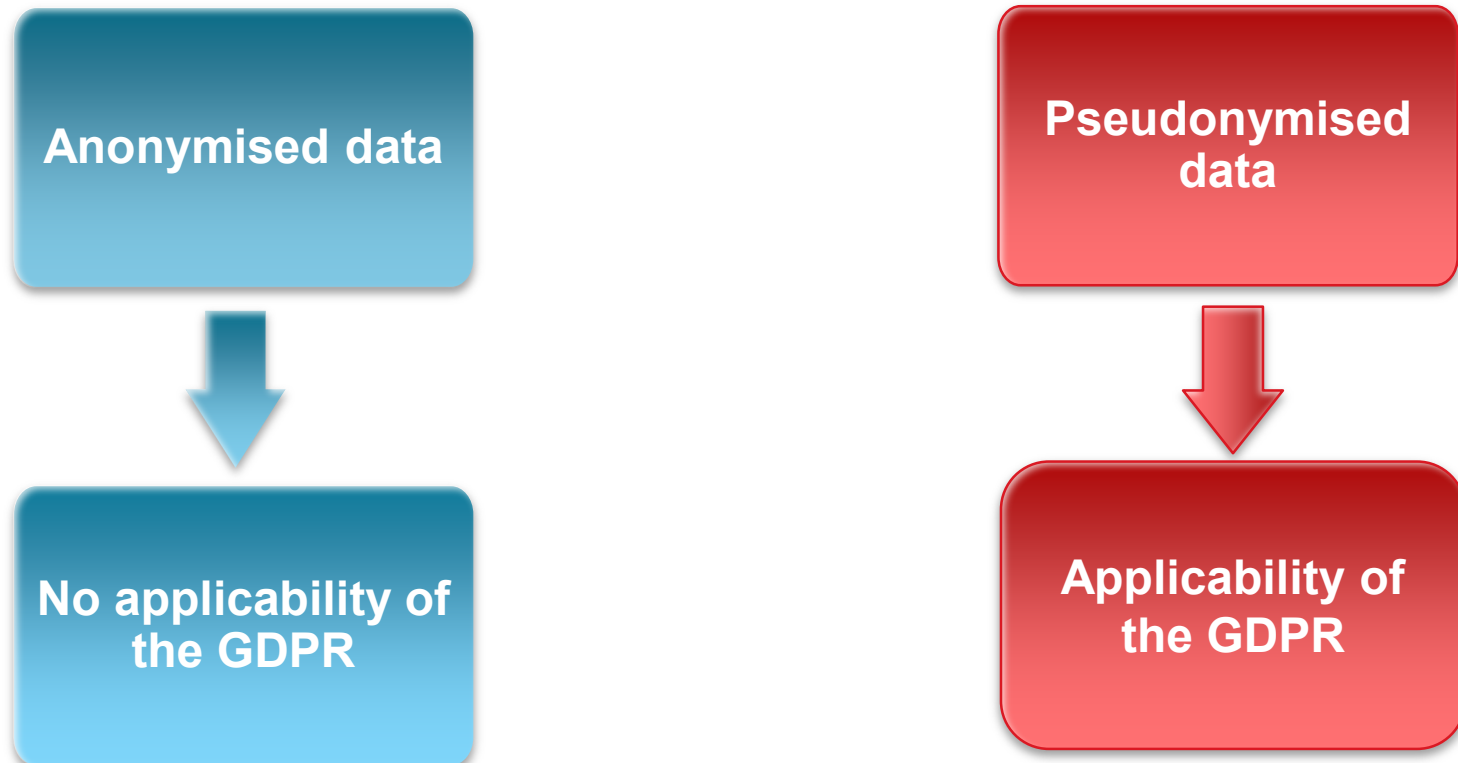 Anonymised data
Pseudonymised
data
No applicability of
the GDPR
Applicability of
the GDPR